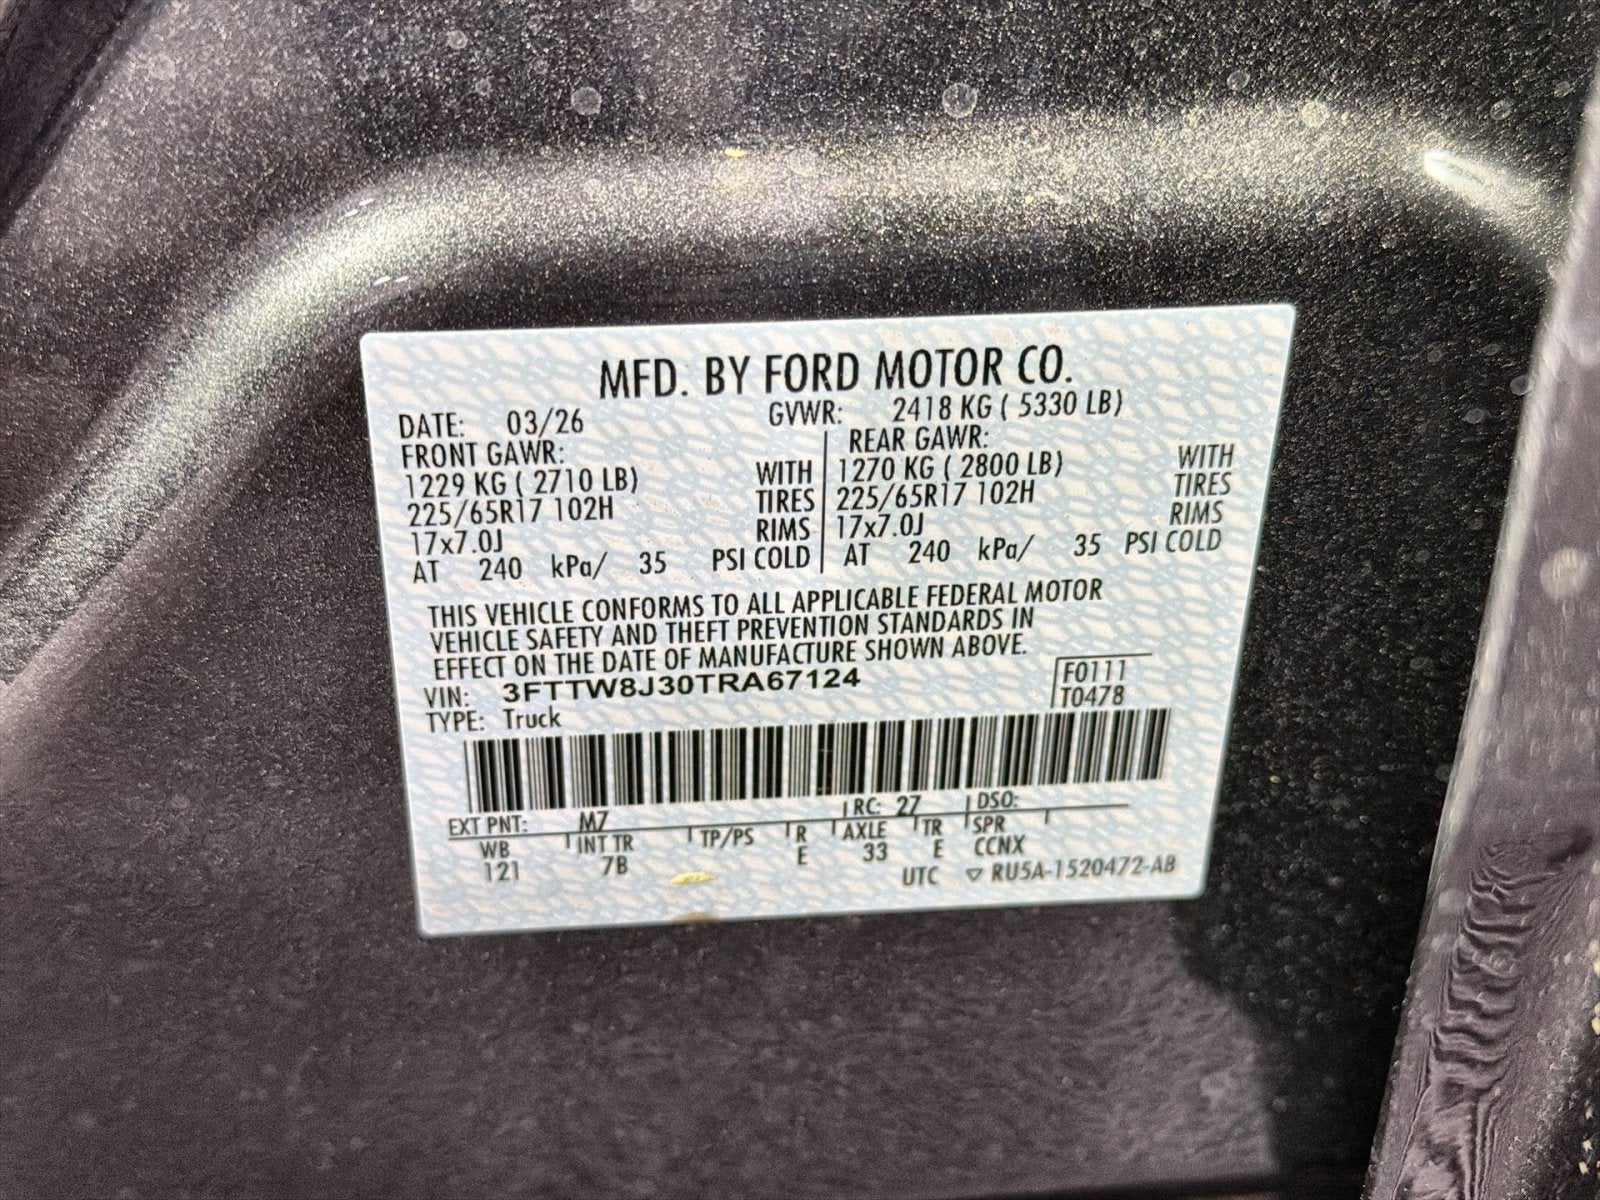 MFD. BY FORD MOTOR CO.
DATE: 03/26 GVWR: 2418 KG ( 5330 LB)
FRONT GAWR: REAR GAWR:
1229 KG ( 2710 LB) WITH 1270 KG ( 2800 LB) WITH
225/65R17 102H TIRES 225/65R17 102H TIRES
17x7.0J RIMS 17x7.0J RIMS
AT 240 kPa/ 35 PSI COLD AT 240 kPa/ 35 PSI COLD
THIS VEHICLE CONFORMS TO ALL APPLICABLE FEDERAL MOTOR
VEHICLE SAFETY AND THEFT PREVENTION STANDARDS IN
EFFECT ON THE DATE OF MANUFACTURE SHOWN ABOVE.
VIN: 3FTTW8J30TRA67124 F0111
TYPE: Truck T0478
EXT PNT: M7 RC: 27 DSO:
WB INT TR TP/PS R AXLE TR SPR
121 7B E 33 E CCNX
UTC ▽ RU5A-1520472-AB